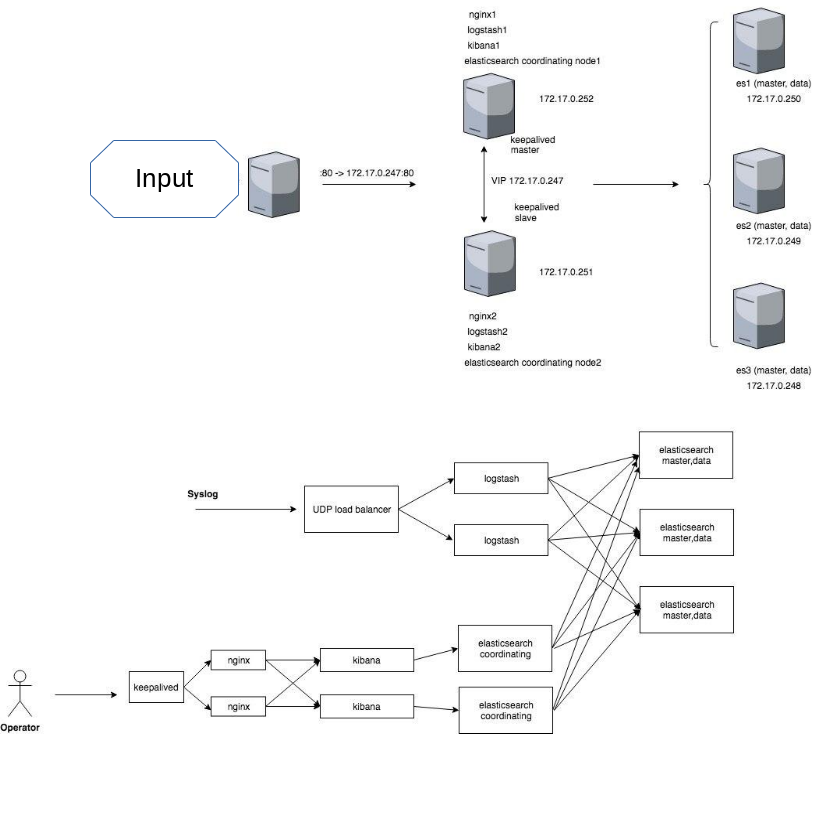 nginx1
logstash1
kibana1
elasticsearch coordinating node1
172.17.0.252
keepalived
master
Input
:80 -> 172.17.0.247:80
VIP 172.17.0.247
keepalived
slave
172.17.0.251
nginx2
logstash2
kibana2
elasticsearch coordinating node2
es1 (master, data)
172.17.0.250
es2 (master, data)
172.17.0.249
es3 (master, data)
172.17.0.248
Syslog
UDP load balancer
logstash
logstash
elasticsearch
master,data
elasticsearch
master,data
elasticsearch
master,data
Operator
keepalived
nginx
nginx
kibana
kibana
elasticsearch
coordinating
elasticsearch
coordinating